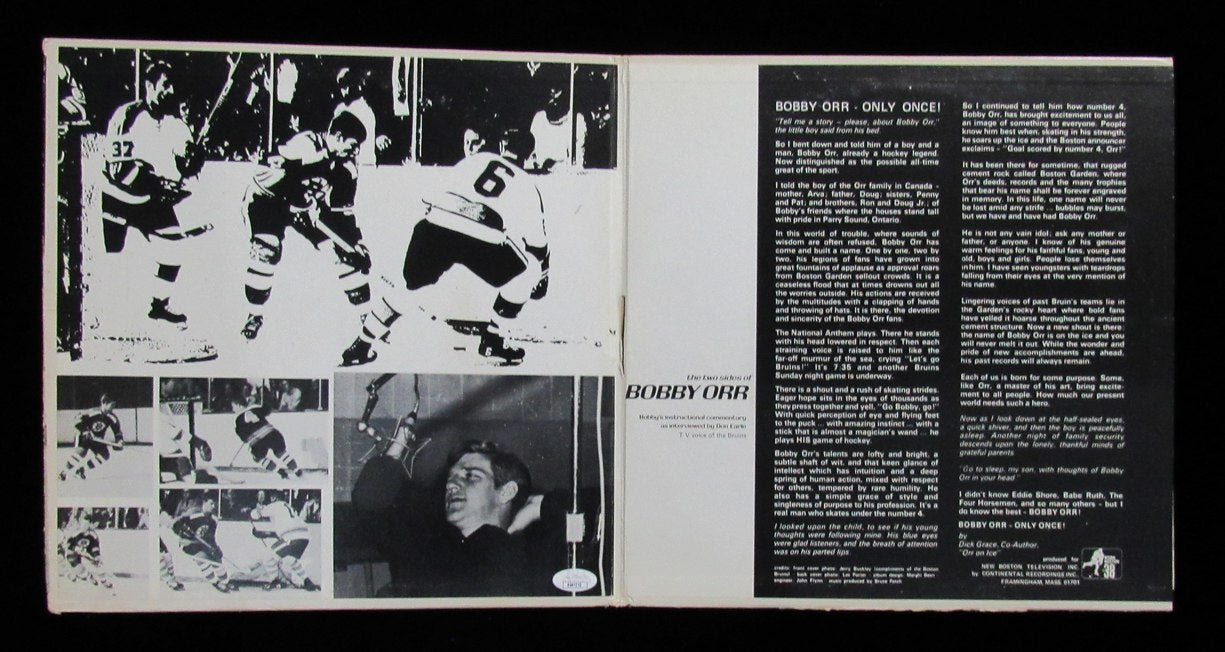 37
6
the two sides of
BOBBY ORR
Bobby's instructional commentary
as interviewed by Don Earle
T.V. voice of the Bruins
BOBBY ORR - ONLY ONCE!
"Tell me a story – please, about Bobby Orr,"
the little boy said from his bed.
So I bent down and told him of a boy and a
man, Bobby Orr, already a hockey legend.
Now distinguished as the possible all-time
great of the sport.
I told the boy of the Orr family in Canada -
mother, Arva; father, Doug; sisters, Penny
and Pat; and brothers, Ron and Doug Jr.; of
Bobby's friends where the houses stand tall
with pride in Parry Sound, Ontario.
In this world of trouble, where sounds of
wisdom are often refused, Bobby Orr has
come and built a name. One by one, two by
two, his legions of fans have grown into
great fountains of applause as approval roars
from Boston Garden sellout crowds. It is a
ceaseless flood that at times drowns out all
the worries outside. His actions are received
by the multitudes with a clapping of hands
and throwing of hats. It is there, the devotion
and sincerity of the Bobby Orr fans.
The National Anthem plays. There he stands
with his head lowered in respect. Then each
straining voice is raised to him like the
far-off murmur of the sea, crying "Let's go
Bruins!" It's 7:35 and another Bruins
Sunday night game is underway.
There is a shout and a rush of skating strides.
Eager hope sits in the eyes of thousands as
they press together and yell, "Go Bobby, go!"
With quick perception of eye and flying feet
to the puck ... with amazing instinct ... with a
stick that is almost a magician's wand ... he
plays HIS game of hockey.
Bobby Orr's talents are lofty and bright, a
subtle shaft of wit, and that keen glance of
intellect which has intuition and a deep
spring of human action, mixed with respect
for others, tempered by rare humility. He
also has a simple grace of style and
singleness of purpose to his profession. It's a
real man who skates under the number 4.
I looked upon the child, to see if his young
thoughts were following mine. His blue eyes
were glad listeners, and the breath of attention
was on his parted lips.
credits: front cover photo: Jerry Buckley (compliments of the Boston
Bruins) - back cover photo: Les Porter - album design: Margie Been
engineer: John Flynn music produced by Bruce Patch
So I continued to tell him how number 4,
Bobby Orr, has brought excitement to us all,
an image of something to everyone. People
know him best when, skating in his strength,
he soars up the ice and the Boston announcer
exclaims - "Goal scored by number 4, Orr!"
It has been there for sometime, that rugged
cement rock called Boston Garden, where
Orr's deeds, records and the many trophies
that bear his name shall be forever engraved
in memory. In this life, one name will never
be lost amid any strife ... bubbles may burst,
but we have and have had Bobby Orr.
He is not any vain idol; ask any mother or
father, or anyone. I know of his genuine
warm feelings for his faithful fans, young and
old, boys and girls. People lose themselves
in him. I have seen youngsters with teardrops
falling from their eyes at the very mention of
his name.
Lingering voices of past Bruin's teams lie in
the Garden's rocky heart where bold fans
have yelled it hoarse throughout the ancient
cement structure. Now a new shout is there;
the name of Bobby Orr is on the ice and you
will never melt it out. While the wonder and
pride of new accomplishments are ahead,
his past records will always remain.
Each of us is born for some purpose. Some,
like Orr, a master of his art, bring excite-
ment to all people. How much our present
world needs such a hero.
Now as I look down at the half-sealed eyes,
a quick shiver, and then the boy is peacefully
asleep. Another night of family security
descends upon the lonely, thankful minds of
grateful parents
"Go to sleep, my son, with thoughts of Bobby
Orr in your head"
I didn't know Eddie Shore, Babe Ruth, The
Four Horsemen, and so many others - but I
do know the best - BOBBY ORR!
BOBBY ORR - ONLY ONCE!
by
Dick Grace, Co-Author,
"Orr on Ice"
produced for
NEW BOSTON TELEVISION INC.
by CONTINENTAL RECORDINGS INC.
FRAMINGHAM, MASS. 01701
38